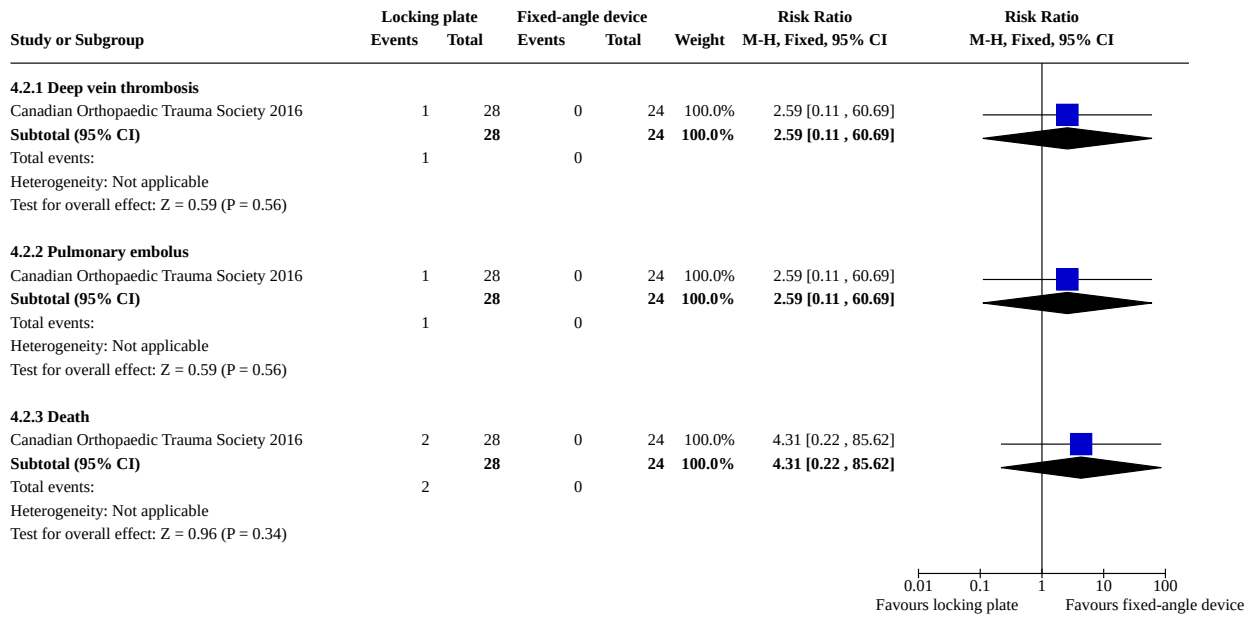 Locking plate Fixed-angle device Risk Ratio Risk Ratio
Study or Subgroup Events Total Events Total Weight M-H, Fixed, 95% CI M-H, Fixed, 95% CI
4.2.1 Deep vein thrombosis
Canadian Orthopaedic Trauma Society 2016 1 28 0 24 100.0% 2.59 [0.11 , 60.69]
Subtotal (95% CI) 28 24 100.0% 2.59 [0.11 , 60.69]
Total events: 1 0
Heterogeneity: Not applicable
Test for overall effect: Z = 0.59 (P = 0.56)
4.2.2 Pulmonary embolus
Canadian Orthopaedic Trauma Society 2016 1 28 0 24 100.0% 2.59 [0.11 , 60.69]
Subtotal (95% CI) 28 24 100.0% 2.59 [0.11 , 60.69]
Total events: 1 0
Heterogeneity: Not applicable
Test for overall effect: Z = 0.59 (P = 0.56)
4.2.3 Death
Canadian Orthopaedic Trauma Society 2016 2 28 0 24 100.0% 4.31 [0.22 , 85.62]
Subtotal (95% CI) 28 24 100.0% 4.31 [0.22 , 85.62]
Total events: 2 0
Heterogeneity: Not applicable
Test for overall effect: Z = 0.96 (P = 0.34)
0.01 0.1 1 10 100
Favours locking plate Favours fixed-angle device